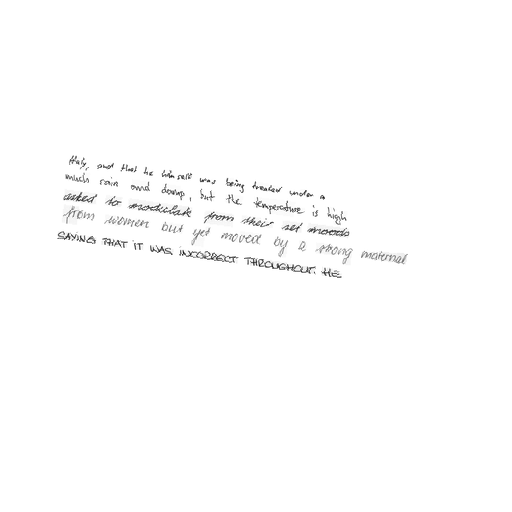 Italy, and that he himself was being treated under a
much rain and damp, but the temperature is high
asked to modulate from their set moods
from women but yet moved by a strong maternal
SAYING THAT IT WAS INCORRECT THROUGHOUT. HE